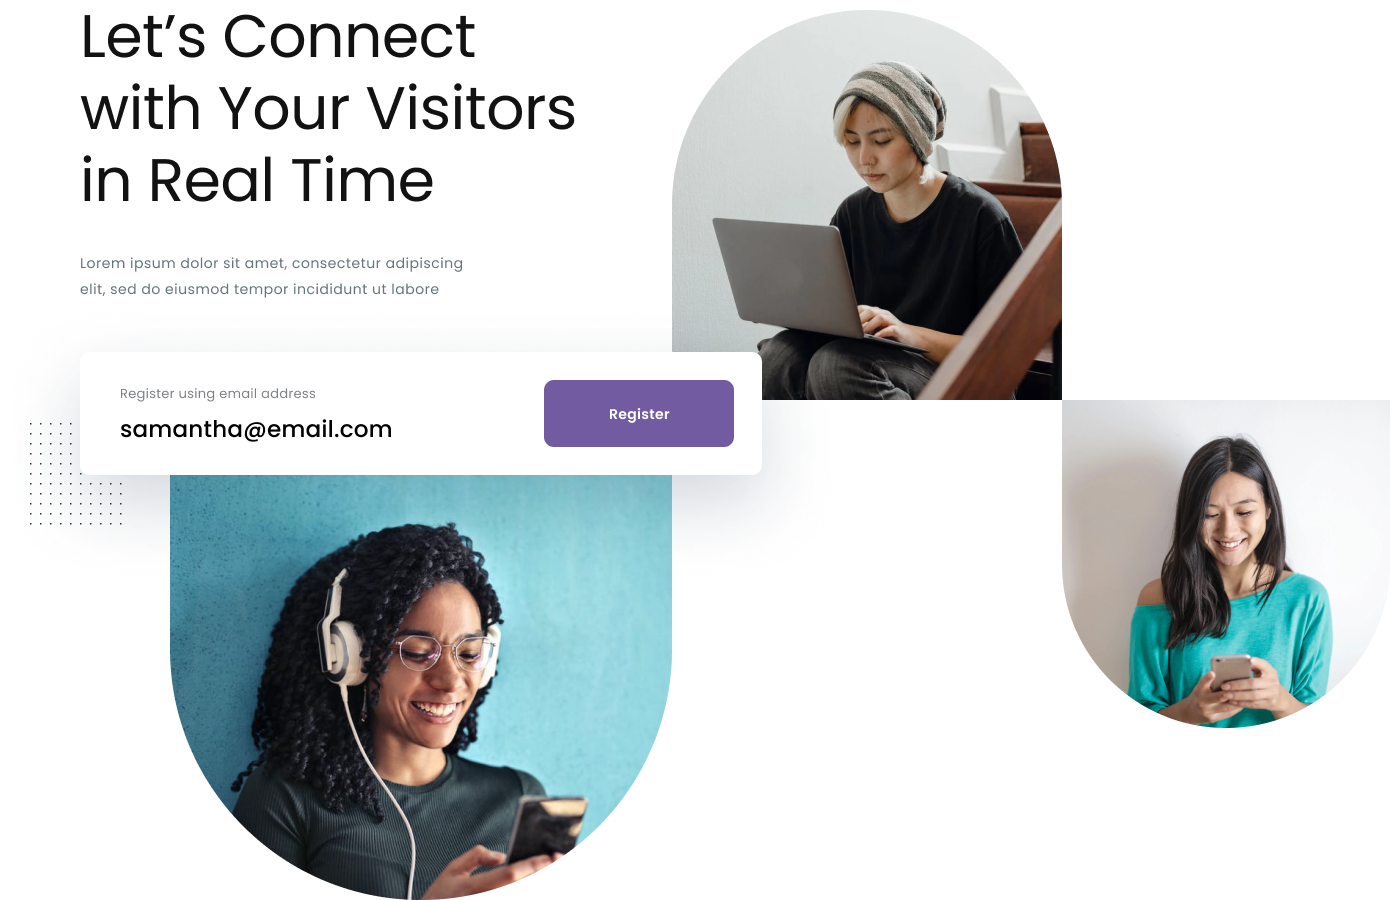 Let’s Connect
with Your Visitors
in Real Time
Lorem ipsum dolor sit amet, consectetur adipiscing
elit, sed do eiusmod tempor incididunt ut labore
Register using email address
samantha@email.com
Register